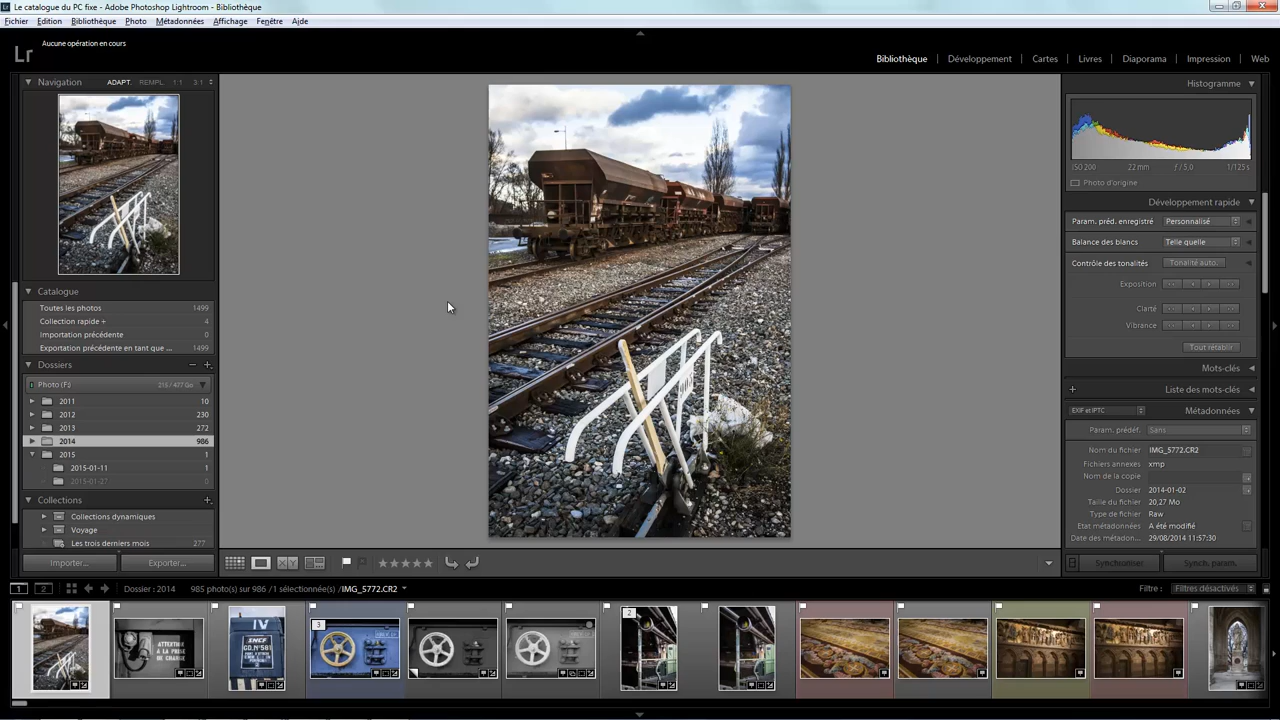 Le catalogue du PC fixe - Adobe Photoshop Lightroom - Bibliothèque
Fichier Edition Bibliothèque Photo Métadonnées Affichage Fenêtre Aide
Aucune opération en cours
Lr
Bibliothèque | Développement | Cartes | Livres | Diaporama | Impression | Web
Navigation ADAPT. REMPL. 1:1 3:1
Histogramme
ISO 200 22 mm ƒ / 5,0 1/125 s
Photo d'origine
Développement rapide
Param. préd. enregistré Personnalisé
Balance des blancs Telle quelle
Contrôle des tonalités Tonalité auto.
Exposition
Clarté
Vibrance
Tout rétablir
Mots-clés
Liste des mots-clés
EXIF et IPTC Métadonnées
Param. prédéf. Sans
Nom du fichier IMG_5772.CR2
Fichiers annexes xmp
Nom de la copie
Dossier 2014-01-02
Taille du fichier 20,27 Mo
Type de fichier Raw
Etat métadonnées A été modifié
Date des métadon... 29/08/2014 11:57:30
Synchroniser Synch. param.
Catalogue
Toutes les photos 1499
Collection rapide + 4
Importation précédente 0
Exportation précédente en tant que ... 1499
Dossiers
Photo (F:) 215 / 477 Go
2011 10
2012 230
2013 272
2014 986
2015 1
2015-01-11 1
2015-01-27
Collections
Collections dynamiques
Voyage
Les trois derniers mois 277
Importer... Exporter...
1 2 Dossier : 2014 985 photo(s) sur 986 /1 sélectionnée(s) /IMG_5772.CR2 Filtre : Filtres désactivés
ATTENTION
A LA PRISE
DE CHARGE
IV
SNCF
3
2